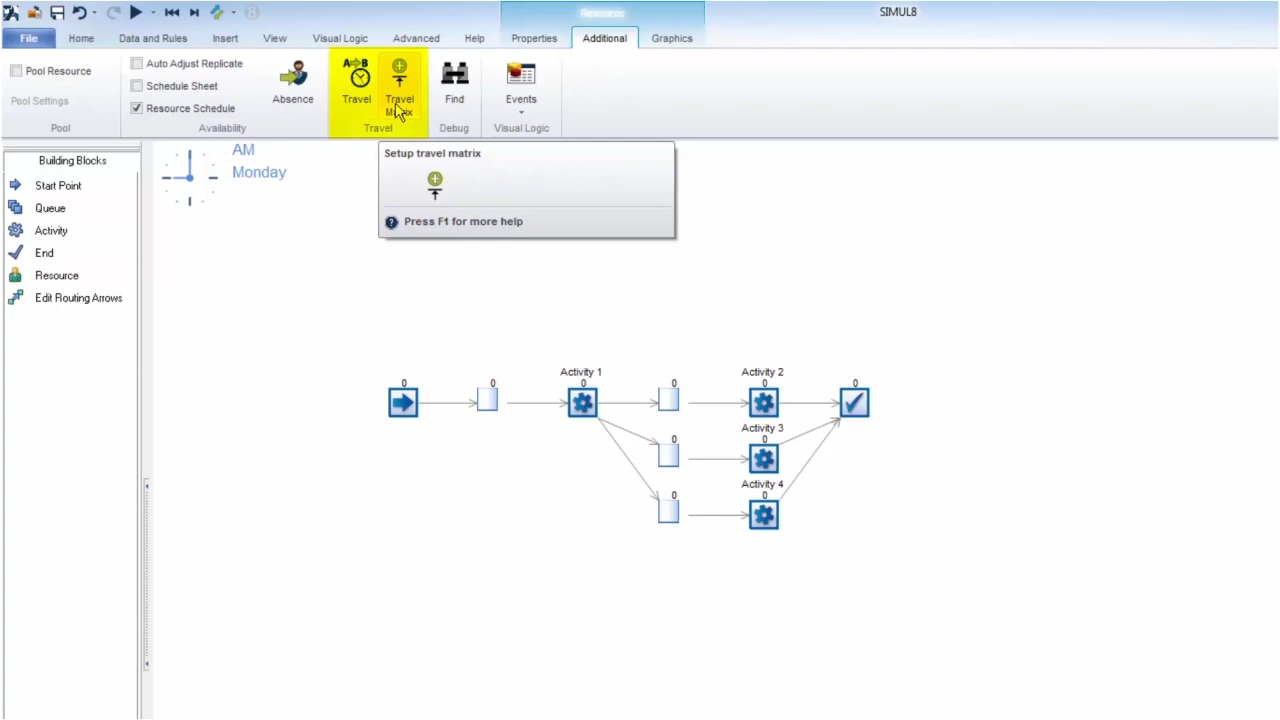 Resource
SIMUL8
File Home Data and Rules Insert View Visual Logic Advanced Help Properties Additional Graphics
Pool Resource
Pool Settings
Pool
Auto Adjust Replicate
Schedule Sheet
Resource Schedule
Absence
Availability
A B
Travel
Travel
Matrix
Travel
Find
Debug
Events
Visual Logic
Building Blocks
Start Point
Queue
Activity
End
Resource
Edit Routing Arrows
AM
Monday
Setup travel matrix
Press F1 for more help
Activity 1
Activity 2
0 0 0 0 0 0
Activity 3
0 0
Activity 4
0 0